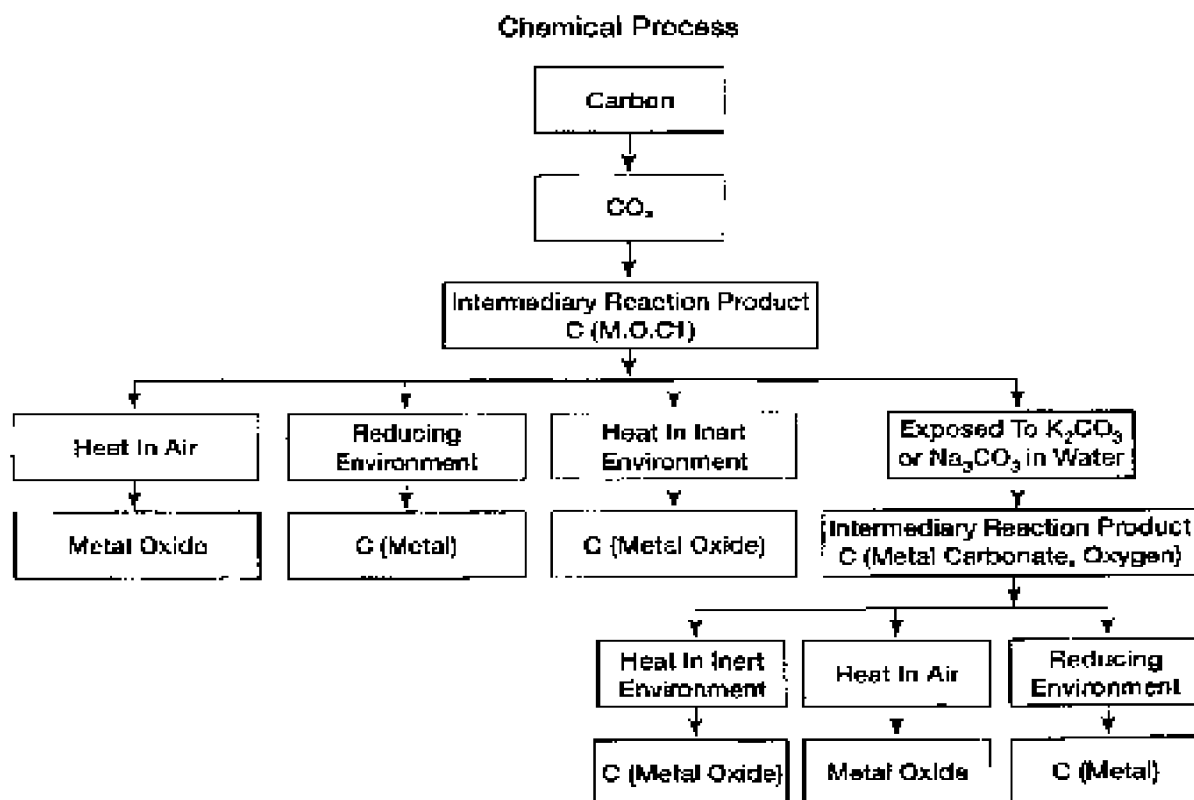 Chemical Process
Carbon
COₓ
Intermediary Reaction Product
C (M.O.C1)
Heat In Air
Reducing
Environment
Heat In Inert
Environment
Exposed To K₂CO₃
or Na₃CO₃ in Water
Metal Oxide
C (Metal)
C (Metal Oxide)
Intermediary Reaction Product
C (Metal Carbonate, Oxygen)
Heat In Inert
Environment
Heat In Air
Reducing
Environment
C (Metal Oxide)
Metal Oxide
C (Metal)